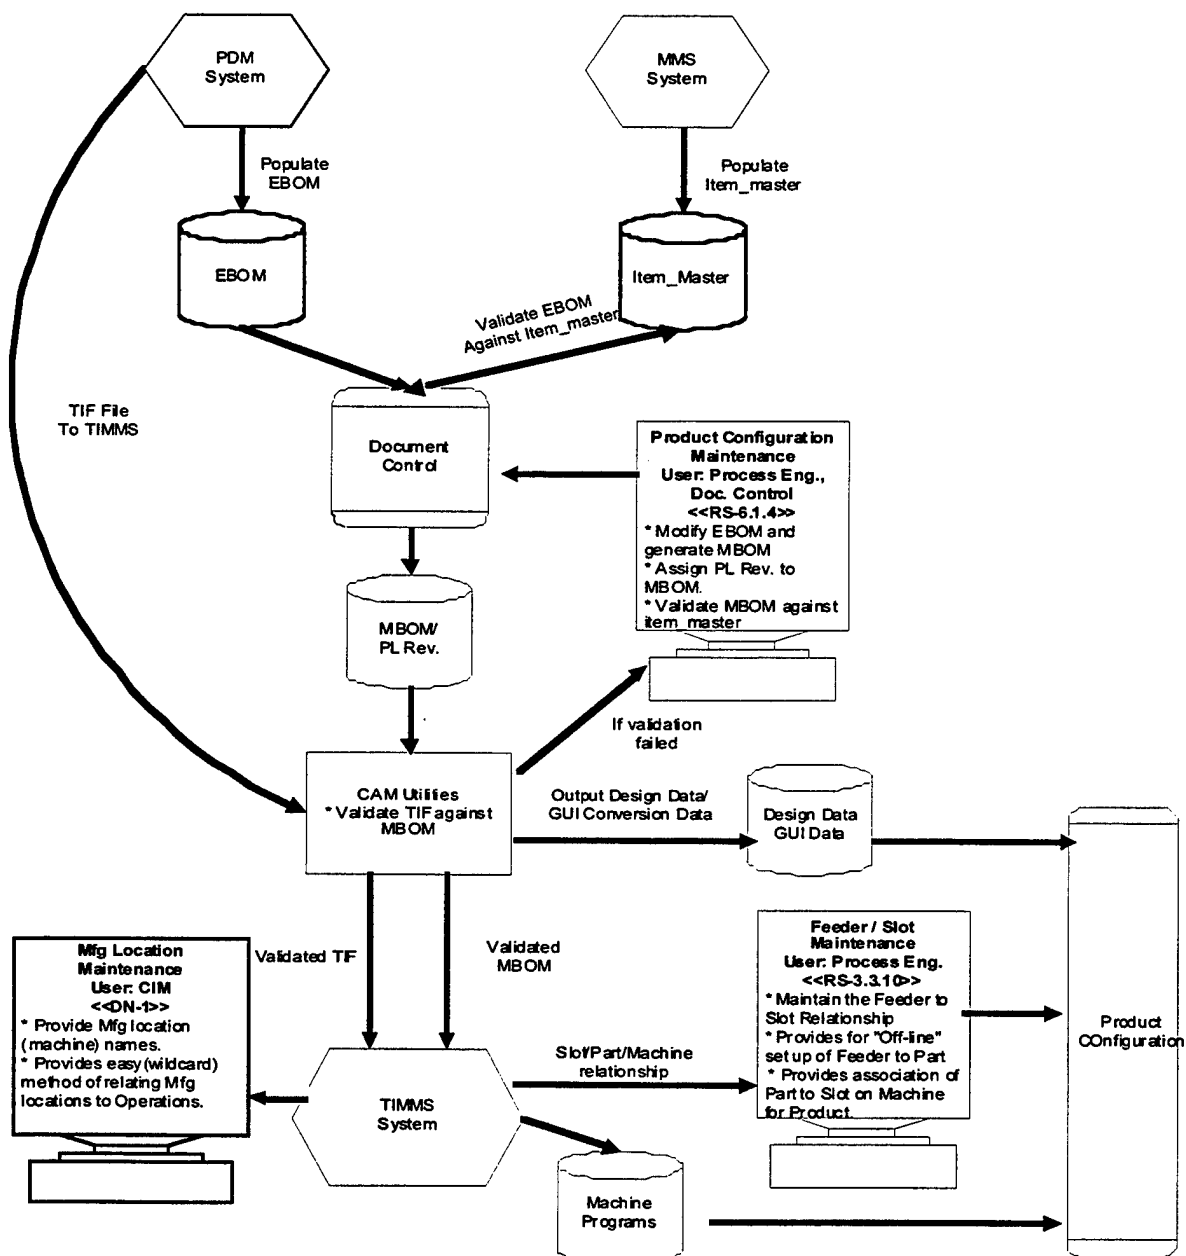 PDM
System
MMS
System
Populate
EBOM
Populate
Item_master
EBOM
Item_Master
Validate EBOM
Against Item_master
TIF File
To TIMMS
Document
Control
Product Configuration
Maintenance
User: Process Eng.,
Doc. Control
<<RS-6.1.4>>
* Modify EBOM and
generate MBOM
* Assign PL Rev. to
MBOM.
* Validate MBOM against
item_master
MBOM/
PL Rev.
If validation
failed
CAM Utilities
* Validate TIF against
MBOM
Output Design Data/
GUI Conversion Data
Design Data
GUI Data
Validated TIF
Validated
MBOM
Mfg Location
Maintenance
User: CIM
<<DN-1>>
* Provide Mfg location
(machine) names.
* Provides easy(wildcard)
method of relating Mfg
locations to Operations.
Feeder / Slot
Maintenance
User: Process Eng.
<<RS-3.3.10>>
* Maintain the Feeder to
Slot Relationship
* Provides for "Off-line"
set up of Feeder to Part
* Provides association of
Part to Slot on Machine
for Product.
Product
COnfiguration
Slot/Part/Machine
relationship
TIMMS
System
Machine
Programs